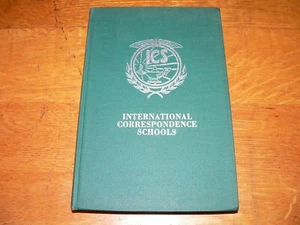 ICS
INTERNATIONAL
CORRESPONDENCE
SCHOOLS